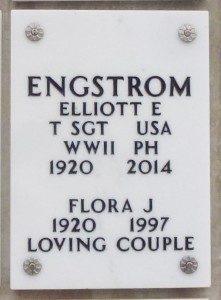 ENGSTROM
ELLIOTT E
T SGT USA
WWII PH
1920 2014
FLORA J
1920 1997
LOVING COUPLE